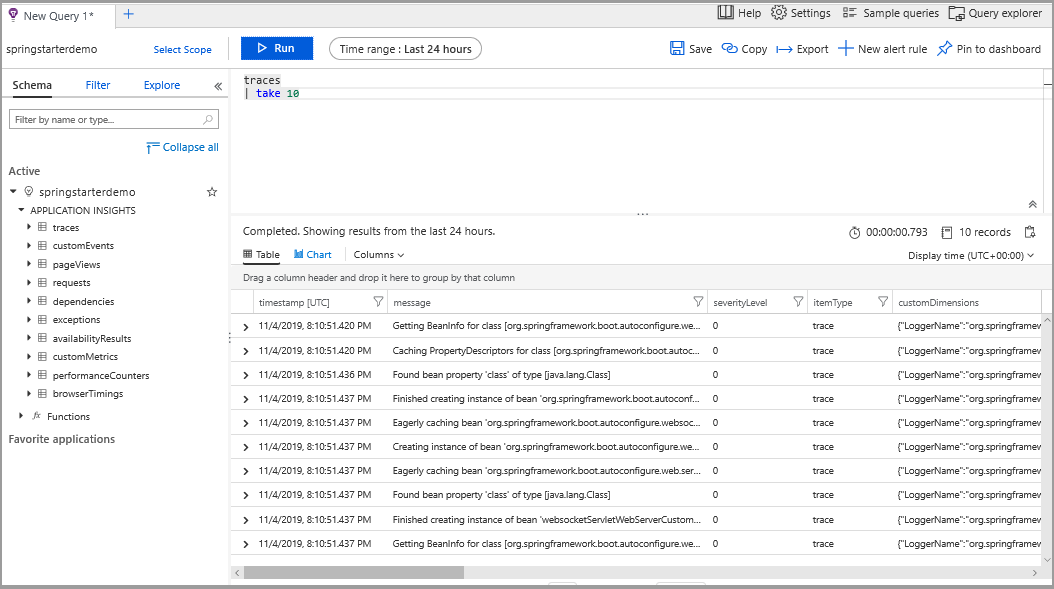 New Query 1*
+
Help
Settings
Sample queries
Query explorer
springstarterdemo
Select Scope
Run
Time range : Last 24 hours
Save
Copy
Export
New alert rule
Pin to dashboard
Schema
Filter
Explore
«
Filter by name or type...
Collapse all
Active
springstarterdemo
APPLICATION INSIGHTS
traces
customEvents
pageViews
requests
dependencies
exceptions
availabilityResults
customMetrics
performanceCounters
browserTimings
fx Functions
Favorite applications
traces
| take 10
Completed. Showing results from the last 24 hours.
00:00:00.793
10 records
Table
Chart
Columns
Display time (UTC+00:00)
Drag a column header and drop it here to group by that column
timestamp [UTC] message severityLevel itemType customDimensions
11/4/2019, 8:10:51.420 PM Getting BeanInfo for class [org.springframework.boot.autoconfigure.we... 0 trace {"LoggerName":"org.springframew
11/4/2019, 8:10:51.420 PM Caching PropertyDescriptors for class [org.springframework.boot.autoc... 0 trace {"LoggerName":"org.springframew
11/4/2019, 8:10:51.436 PM Found bean property 'class' of type [java.lang.Class] 0 trace {"LoggerName":"org.springframew
11/4/2019, 8:10:51.437 PM Finished creating instance of bean 'org.springframework.boot.autoconf... 0 trace {"LoggerName":"org.springframew
11/4/2019, 8:10:51.437 PM Eagerly caching bean 'org.springframework.boot.autoconfigure.websoc... 0 trace {"LoggerName":"org.springframew
11/4/2019, 8:10:51.437 PM Creating instance of bean 'org.springframework.boot.autoconfigure.we... 0 trace {"LoggerName":"org.springframew
11/4/2019, 8:10:51.437 PM Eagerly caching bean 'org.springframework.boot.autoconfigure.web.ser... 0 trace {"LoggerName":"org.springframew
11/4/2019, 8:10:51.437 PM Found bean property 'class' of type [java.lang.Class] 0 trace {"LoggerName":"org.springframew
11/4/2019, 8:10:51.437 PM Finished creating instance of bean 'websocketServletWebServerCustom... 0 trace {"LoggerName":"org.springframew
11/4/2019, 8:10:51.437 PM Getting BeanInfo for class [org.springframework.boot.autoconfigure.we... 0 trace {"LoggerName":"org.springframew